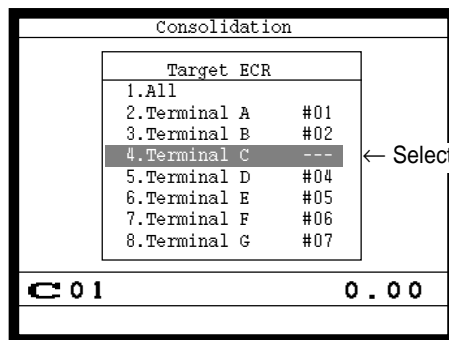 Consolidation
Target ECR
1.All
2.Terminal A #01
3.Terminal B #02
4.Terminal C ---
5.Terminal D #04
6.Terminal E #05
7.Terminal F #06
8.Terminal G #07
← Select
01 0.00